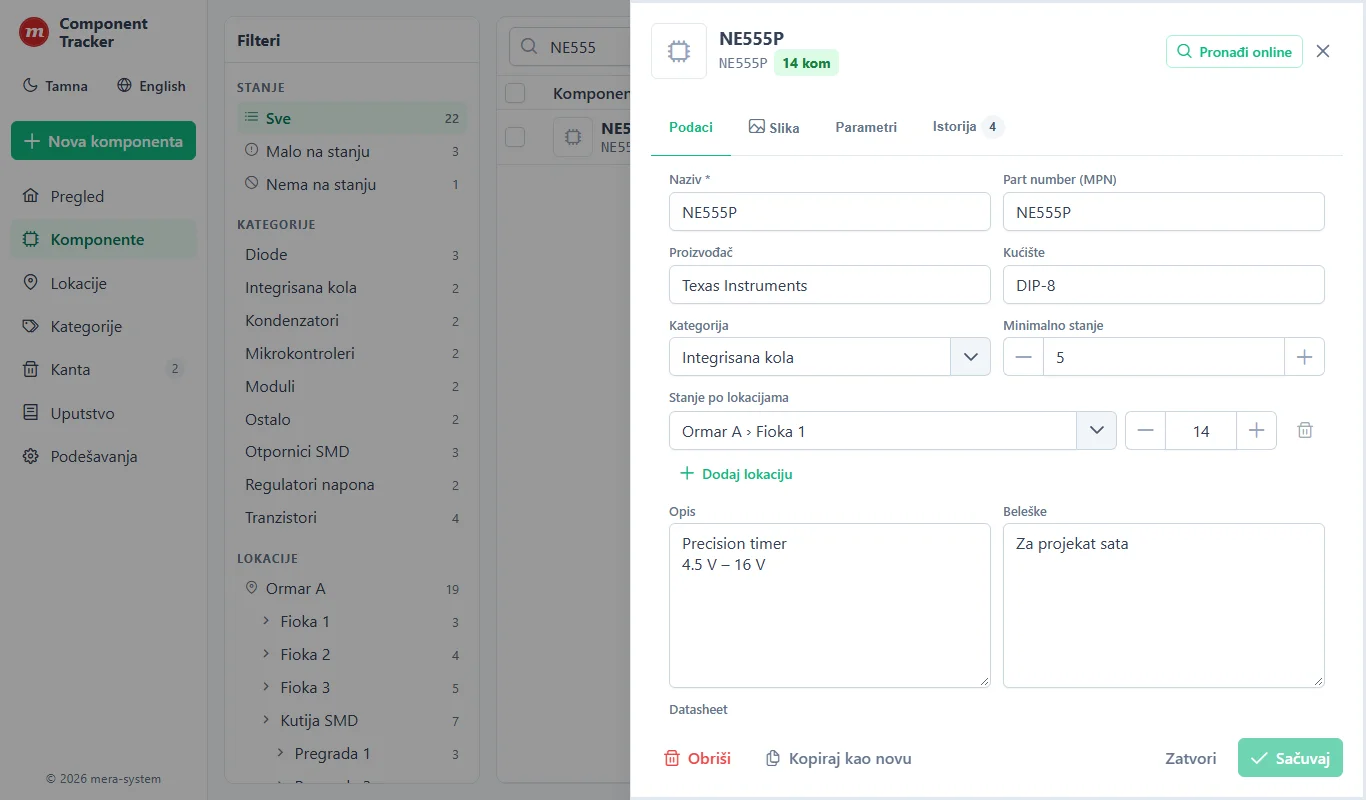 m
Component
Tracker
Tamna
English
Nova komponenta
Pregled
Komponente
Lokacije
Kategorije
Kanta 2
Uputstvo
Podešavanja
© 2026 mera-system
Filteri
STANJE
Sve 22
Malo na stanju 3
Nema na stanju 1
KATEGORIJE
Diode 3
Integrisana kola 2
Kondenzatori 2
Mikrokontroleri 2
Moduli 2
Ostalo 2
Otpornici SMD 3
Regulatori napona 2
Tranzistori 4
LOKACIJE
Ormar A 19
Fioka 1 3
Fioka 2 4
Fioka 3 5
Kutija SMD 7
Pregrada 1 3
NE555
Komponen
NE5
NE55
NE555P
NE555P 14 kom
Pronađi online
Podaci
Slika
Parametri
Istorija 4
Naziv *
NE555P
Part number (MPN)
NE555P
Proizvođač
Texas Instruments
Kućište
DIP-8
Kategorija
Integrisana kola
Minimalno stanje
5
Stanje po lokacijama
Ormar A › Fioka 1
14
Dodaj lokaciju
Opis
Precision timer
4.5 V – 16 V
Beleške
Za projekat sata
Datasheet
Obriši
Kopiraj kao novu
Zatvori
Sačuvaj